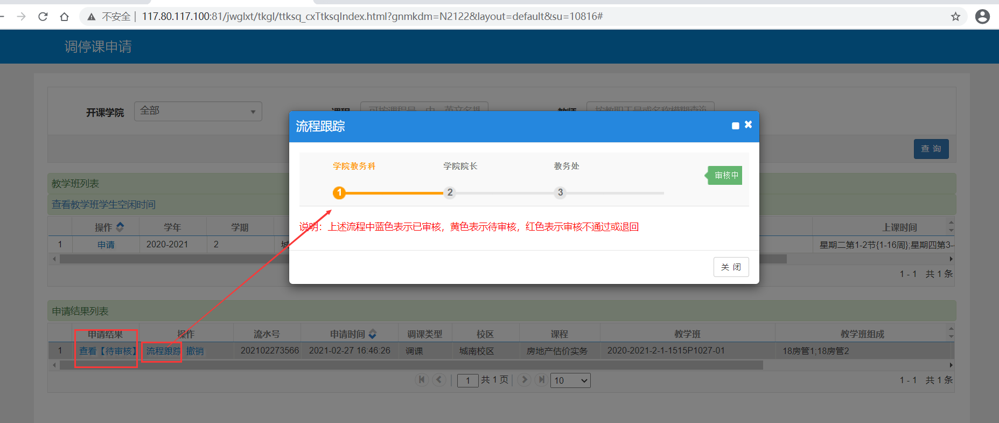 不安全 | 117.80.117.100:81/jwglxt/tkgl/ttksq_cxTtksqIndex.html?gnmkdm=N2122&layout=default&su=10816#
调停课申请
开课学院 全部 课程 教师
查 询
流程跟踪
学院教务科 学院院长 教务处
审核中
1 2 3
说明：上述流程中蓝色表示已审核，黄色表示待审核，红色表示审核不通过或退回
关 闭
教学班列表
查看教学班学生空闲时间
操作 学年 学期 上课时间
1 申请 2020-2021 2 城 星期二第1-2节{1-16周};星期四第3-
1 - 1 共 1 条
申请结果列表
申请结果 操作 流水号 申请时间 调课类型 校区 课程 教学班 教学班组成
1 查看【待审核】 流程跟踪 撤销 202102273566 2021-02-27 16:46:26 调课 城南校区 房地产估价实务 2020-2021-2-1-1515P1027-01 18房管1;18房管2
1 共 1 页 10 1 - 1 共 1 条